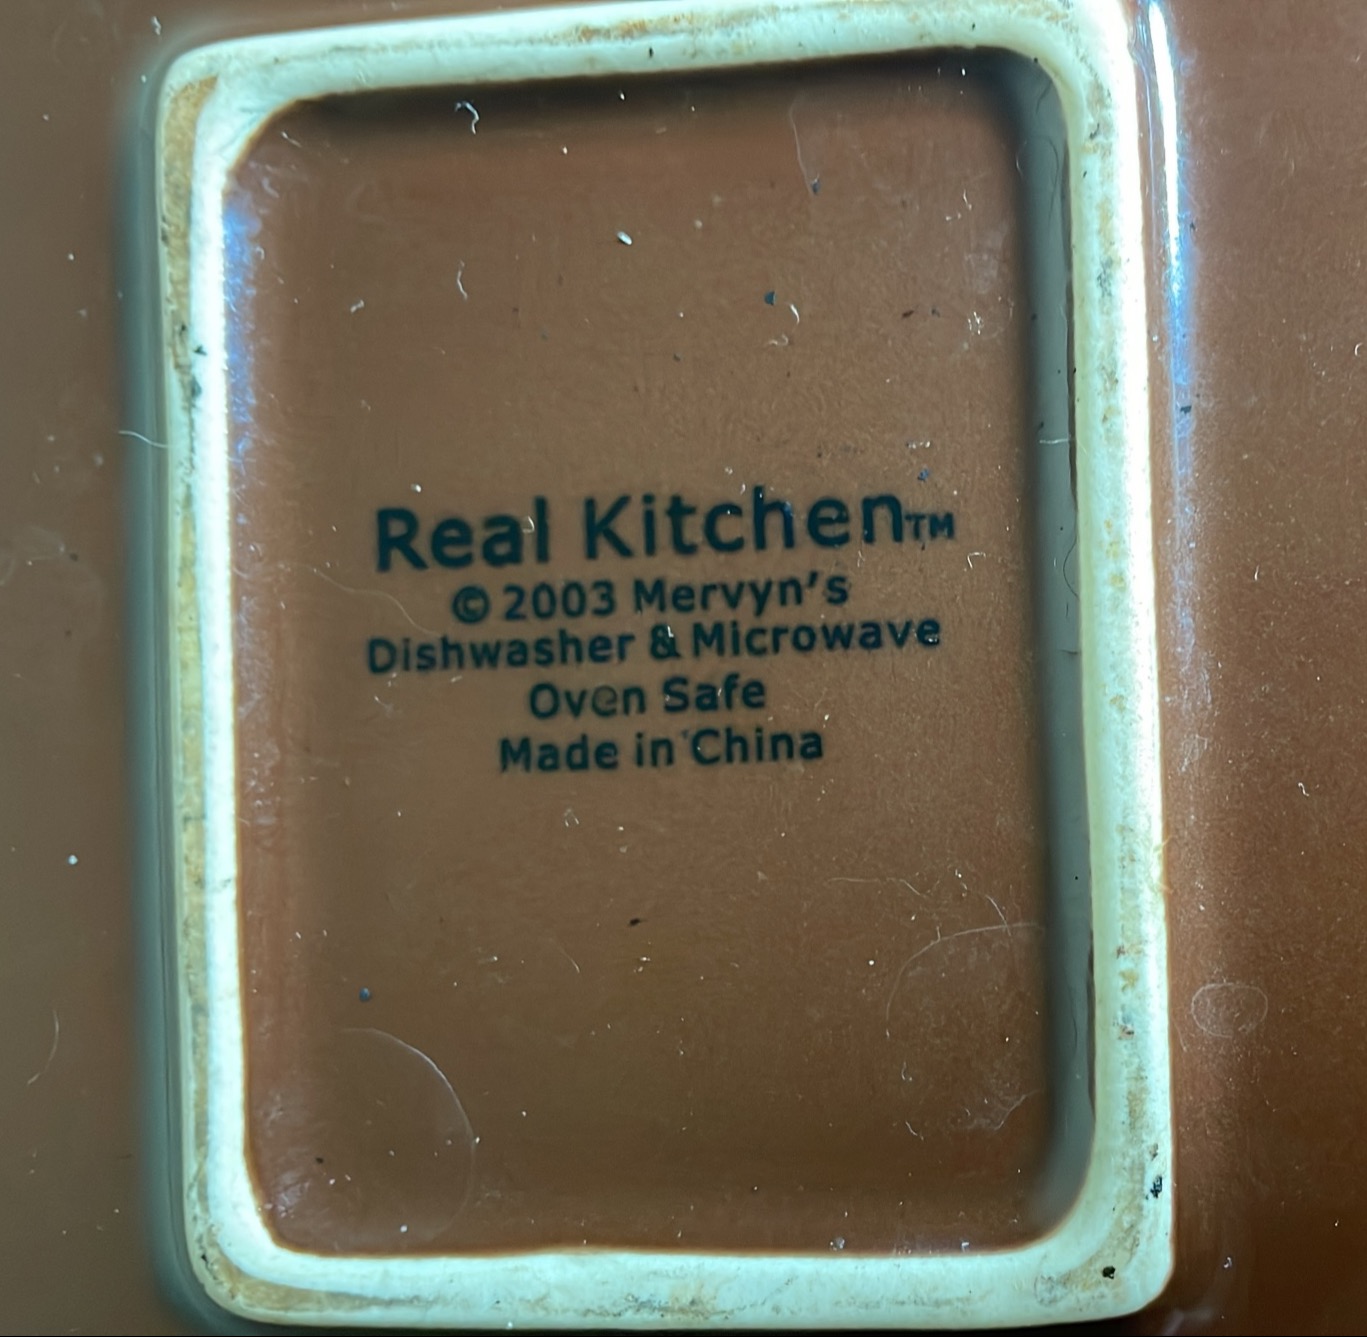 Real Kitchen™
© 2003 Mervyn's
Dishwasher & Microwave
Oven Safe
Made in China